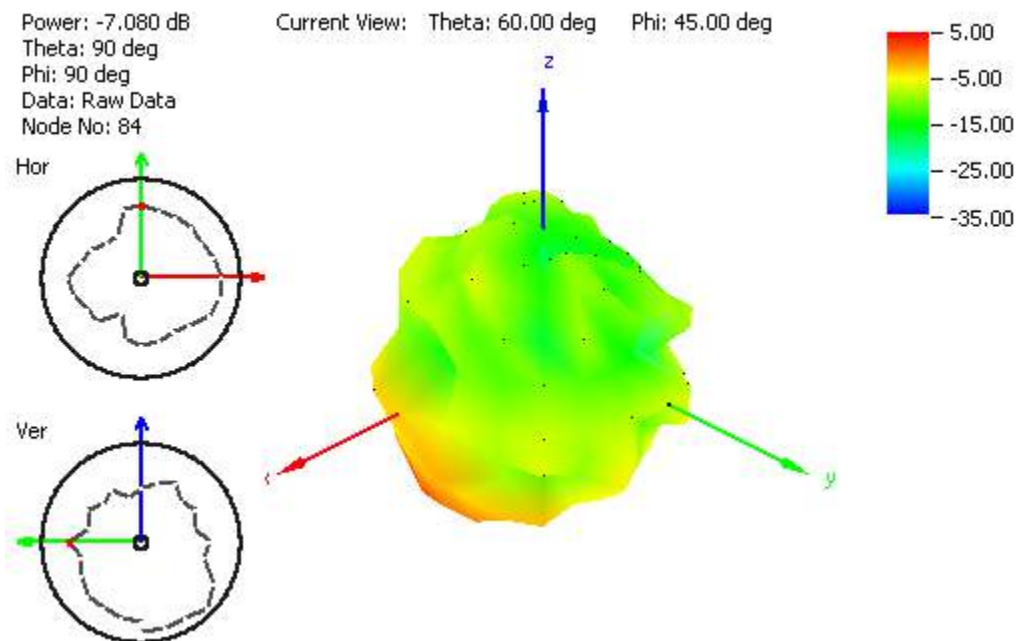 Power: -7.080 dB
Theta: 90 deg
Phi: 90 deg
Data: Raw Data
Node No: 84
Current View: Theta: 60.00 deg Phi: 45.00 deg
5.00
-5.00
-15.00
-25.00
-35.00
Hor
Ver
z
x
y